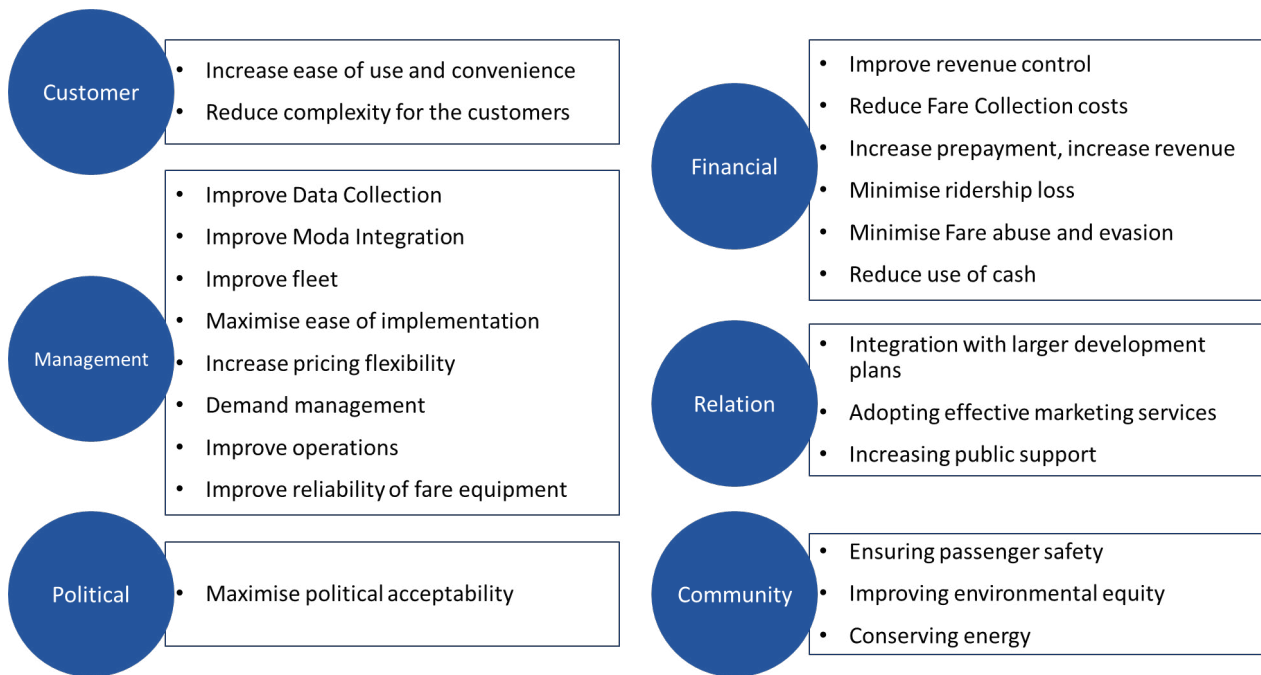 Customer
• Increase ease of use and convenience
• Reduce complexity for the customers
Management
• Improve Data Collection
• Improve Moda Integration
• Improve fleet
• Maximise ease of implementation
• Increase pricing flexibility
• Demand management
• Improve operations
• Improve reliability of fare equipment
Political
• Maximise political acceptability
Financial
• Improve revenue control
• Reduce Fare Collection costs
• Increase prepayment, increase revenue
• Minimise ridership loss
• Minimise Fare abuse and evasion
• Reduce use of cash
Relation
• Integration with larger development
plans
• Adopting effective marketing services
• Increasing public support
Community
• Ensuring passenger safety
• Improving environmental equity
• Conserving energy